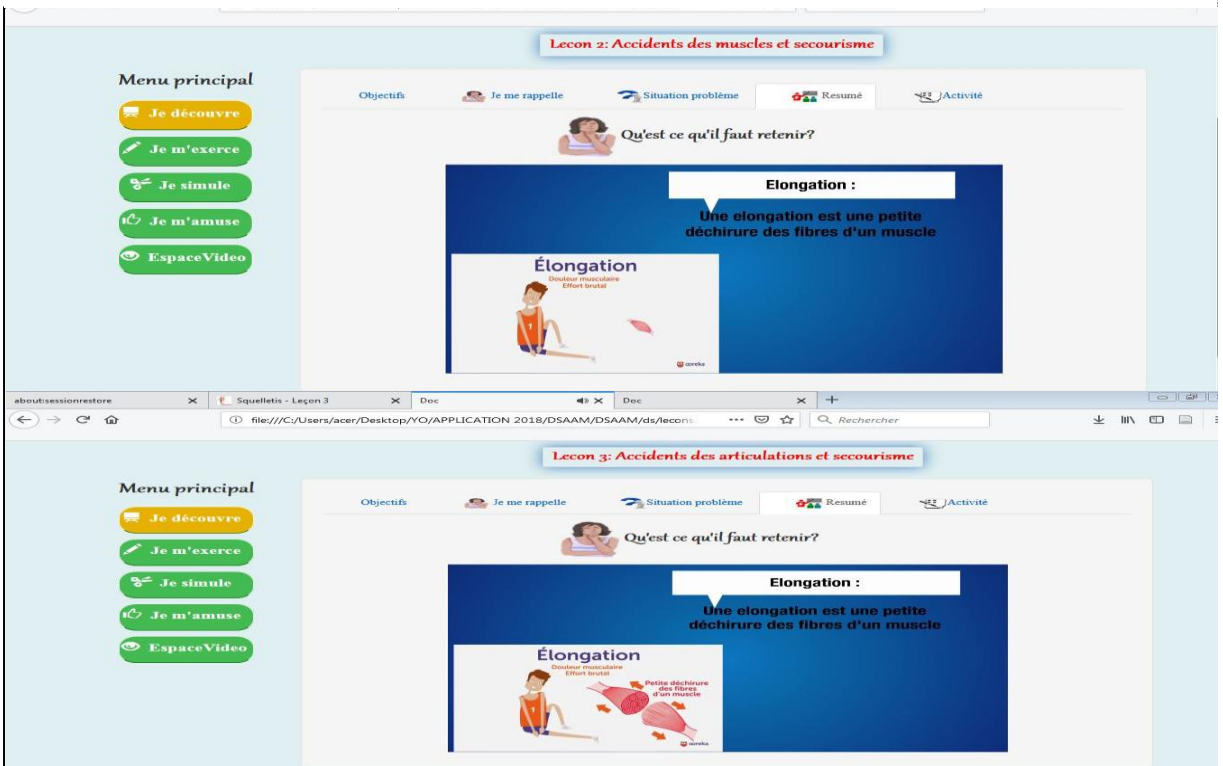 Lecon 2: Accidents des muscles et secourisme
Menu principal
Je découvre
Je m'exerce
Je simule
Je m'amuse
EspaceVideo
Objectifs Je me rappelle Situation problème Resumé Activité
Qu'est ce qu'il faut retenir?
Elongation :
Une elongation est une petite
déchirure des fibres d'un muscle
Élongation
Douleur musculaire
Effort brutal
1
ooreka
about:sessionrestore Squelletis - Leçon 3 Doc Doc
file:///C:/Users/acer/Desktop/YO/APPLICATION 2018/DSAAM/DSAAM/ds/lecons Rechercher
Lecon 3: Accidents des articulations et secourisme
Menu principal
Je découvre
Je m'exerce
Je simule
Je m'amuse
EspaceVideo
Objectifs Je me rappelle Situation problème Resumé Activité
Qu'est ce qu'il faut retenir?
Elongation :
Une elongation est une petite
déchirure des fibres d'un muscle
Élongation
Douleur musculaire
Effort brutal
Petite déchirure
des fibres
d'un muscle
1
ooreka